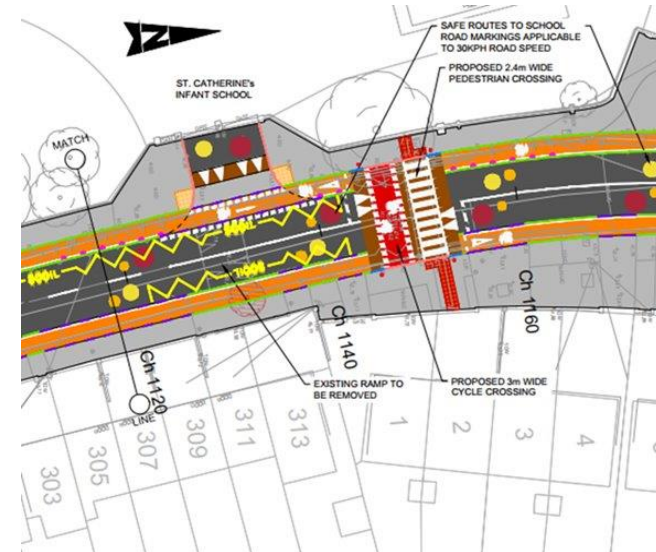 N
SAFE ROUTES TO SCHOOL
ROAD MARKINGS APPLICABLE
TO 30KPH ROAD SPEED
PROPOSED 2.4m WIDE
PEDESTRIAN CROSSING
ST. CATHERINE's
INFANT SCHOOL
MATCH
LINE
Ch 1120
Ch 1140
Ch 1160
EXISTING RAMP TO
BE REMOVED
PROPOSED 3m WIDE
CYCLE CROSSING
303
305
307
309
311
313
1
2
3
4